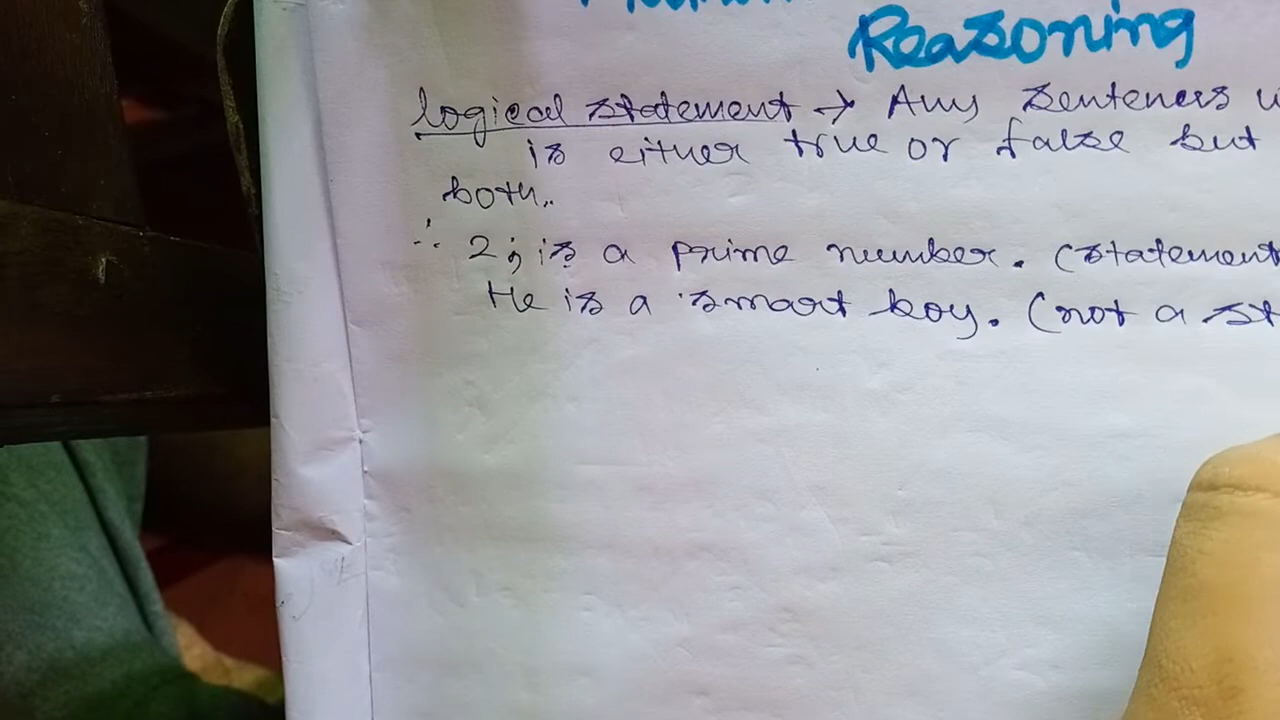 Reasoning
logical statement → Any sentences
is either true or false but
both..
∴ 2 ; is a prime number. (statement
He is a smart boy. (not a st